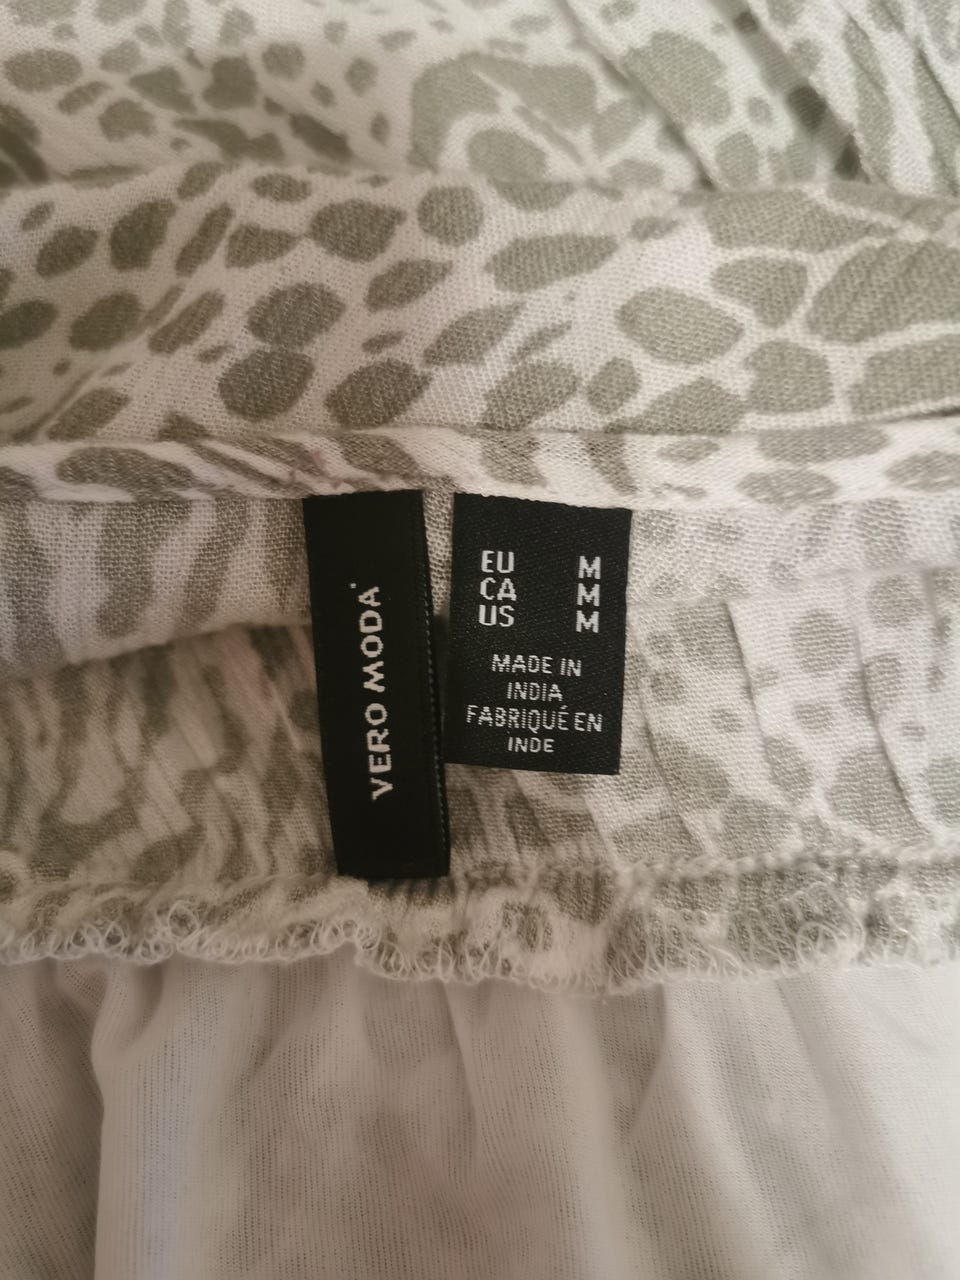 VERO MODA
EU M
CA M
US M
MADE IN
INDIA
FABRIQUÉ EN
INDE